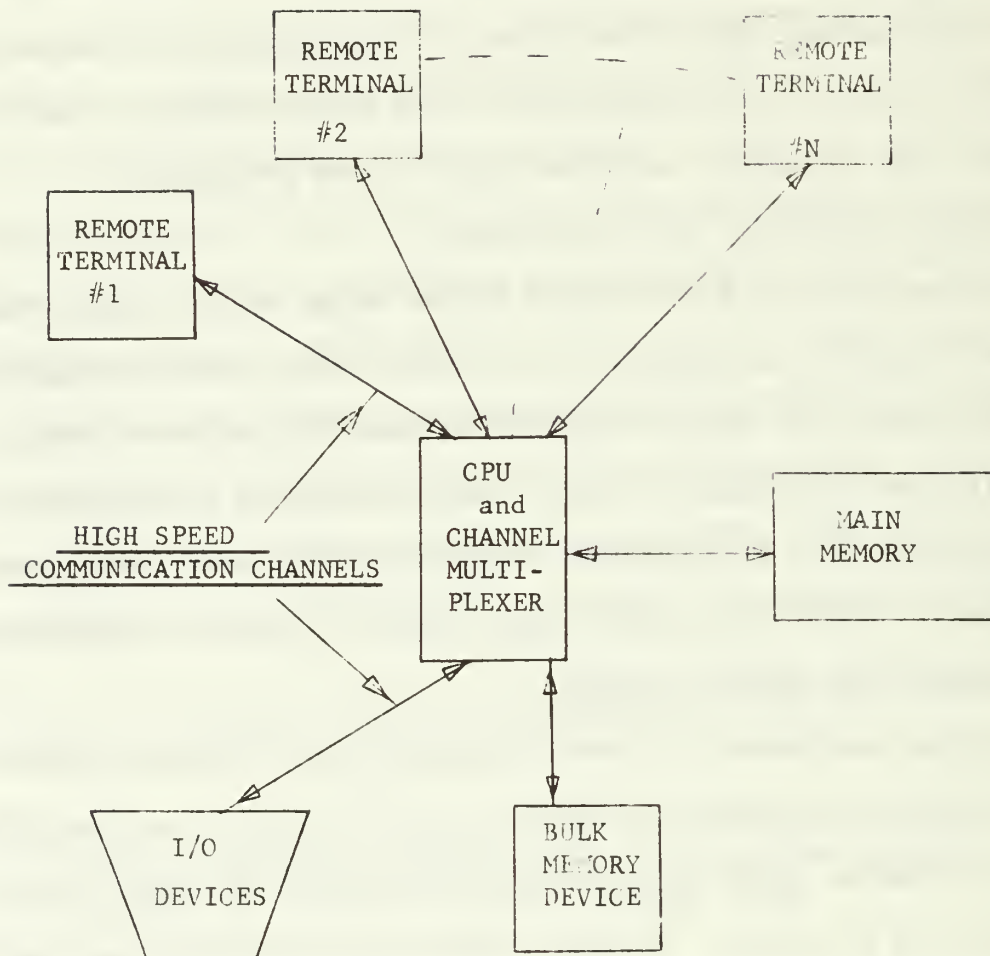 REMOTE
TERMINAL
#2
REMOTE
TERMINAL
#N
REMOTE
TERMINAL
#1
CPU
and
CHANNEL
MULTI-
PLEXER
HIGH SPEED
COMMUNICATION CHANNELS
MAIN
MEMORY
I/O
DEVICES
BULK
MEMORY
DEVICE